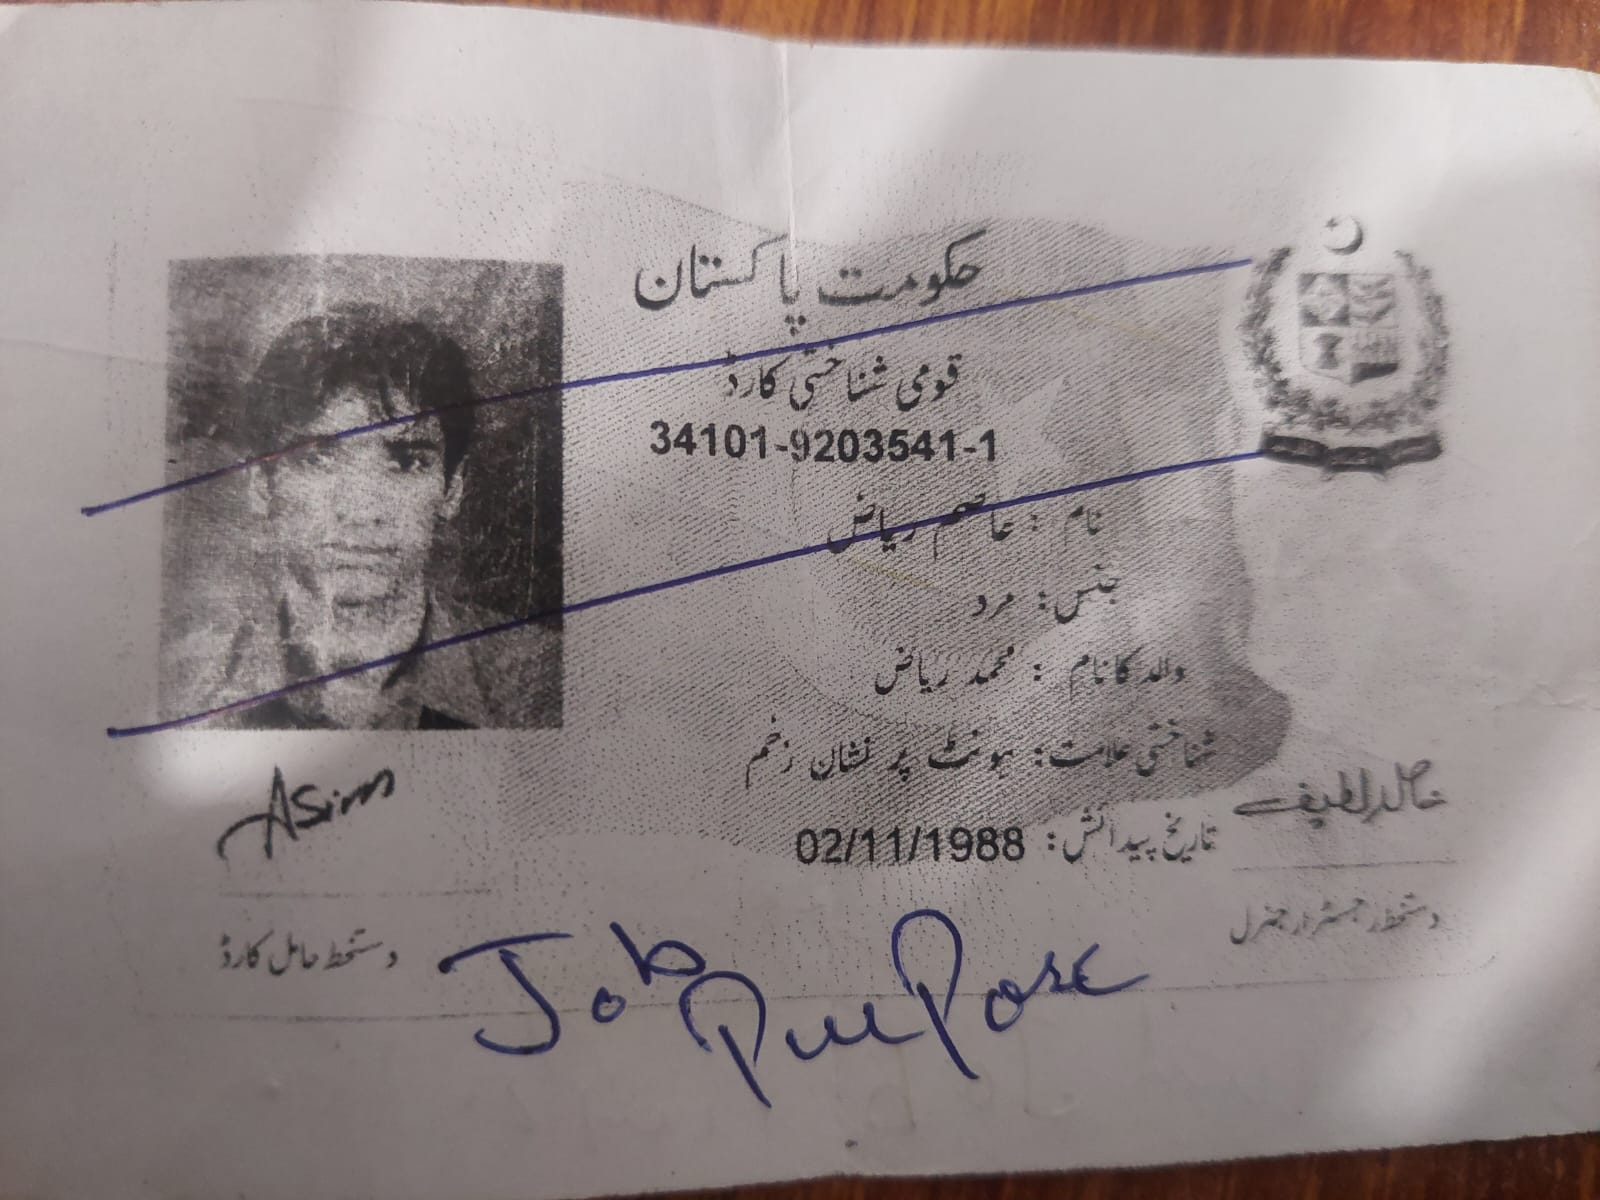 حکومت پاکستان
قومی شناختی کارڈ
34101-9203541-1
نام : عاصم ریاض
جنس : مرد
والد کا نام : محمد ریاض
شناختی علامت : ہونٹ پر نشان زخم
تاریخ پیدائش : 02/11/1988
Asim
خالد لطیف
دستخط حامل کارڈ
دستخط رجسٹرار جنرل
Job Purpose